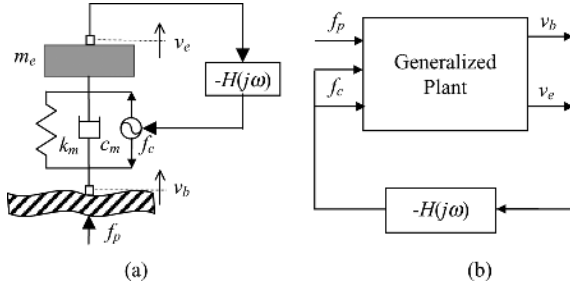 v_e
m_e
-H(jω)
k_m
c_m
f_c
v_b
f_p
(a)
f_p
f_c
Generalized
Plant
v_b
v_e
-H(jω)
(b)